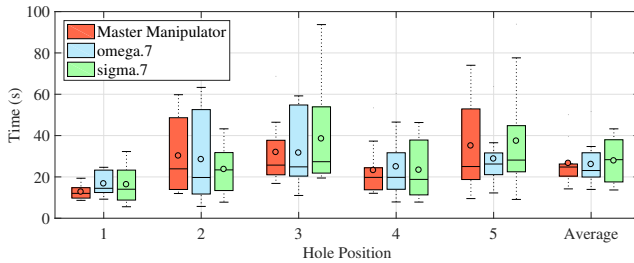 100
80
60
40
20
0
Time (s)
Master Manipulator
omega.7
sigma.7
1 2 3 4 5 Average
Hole Position